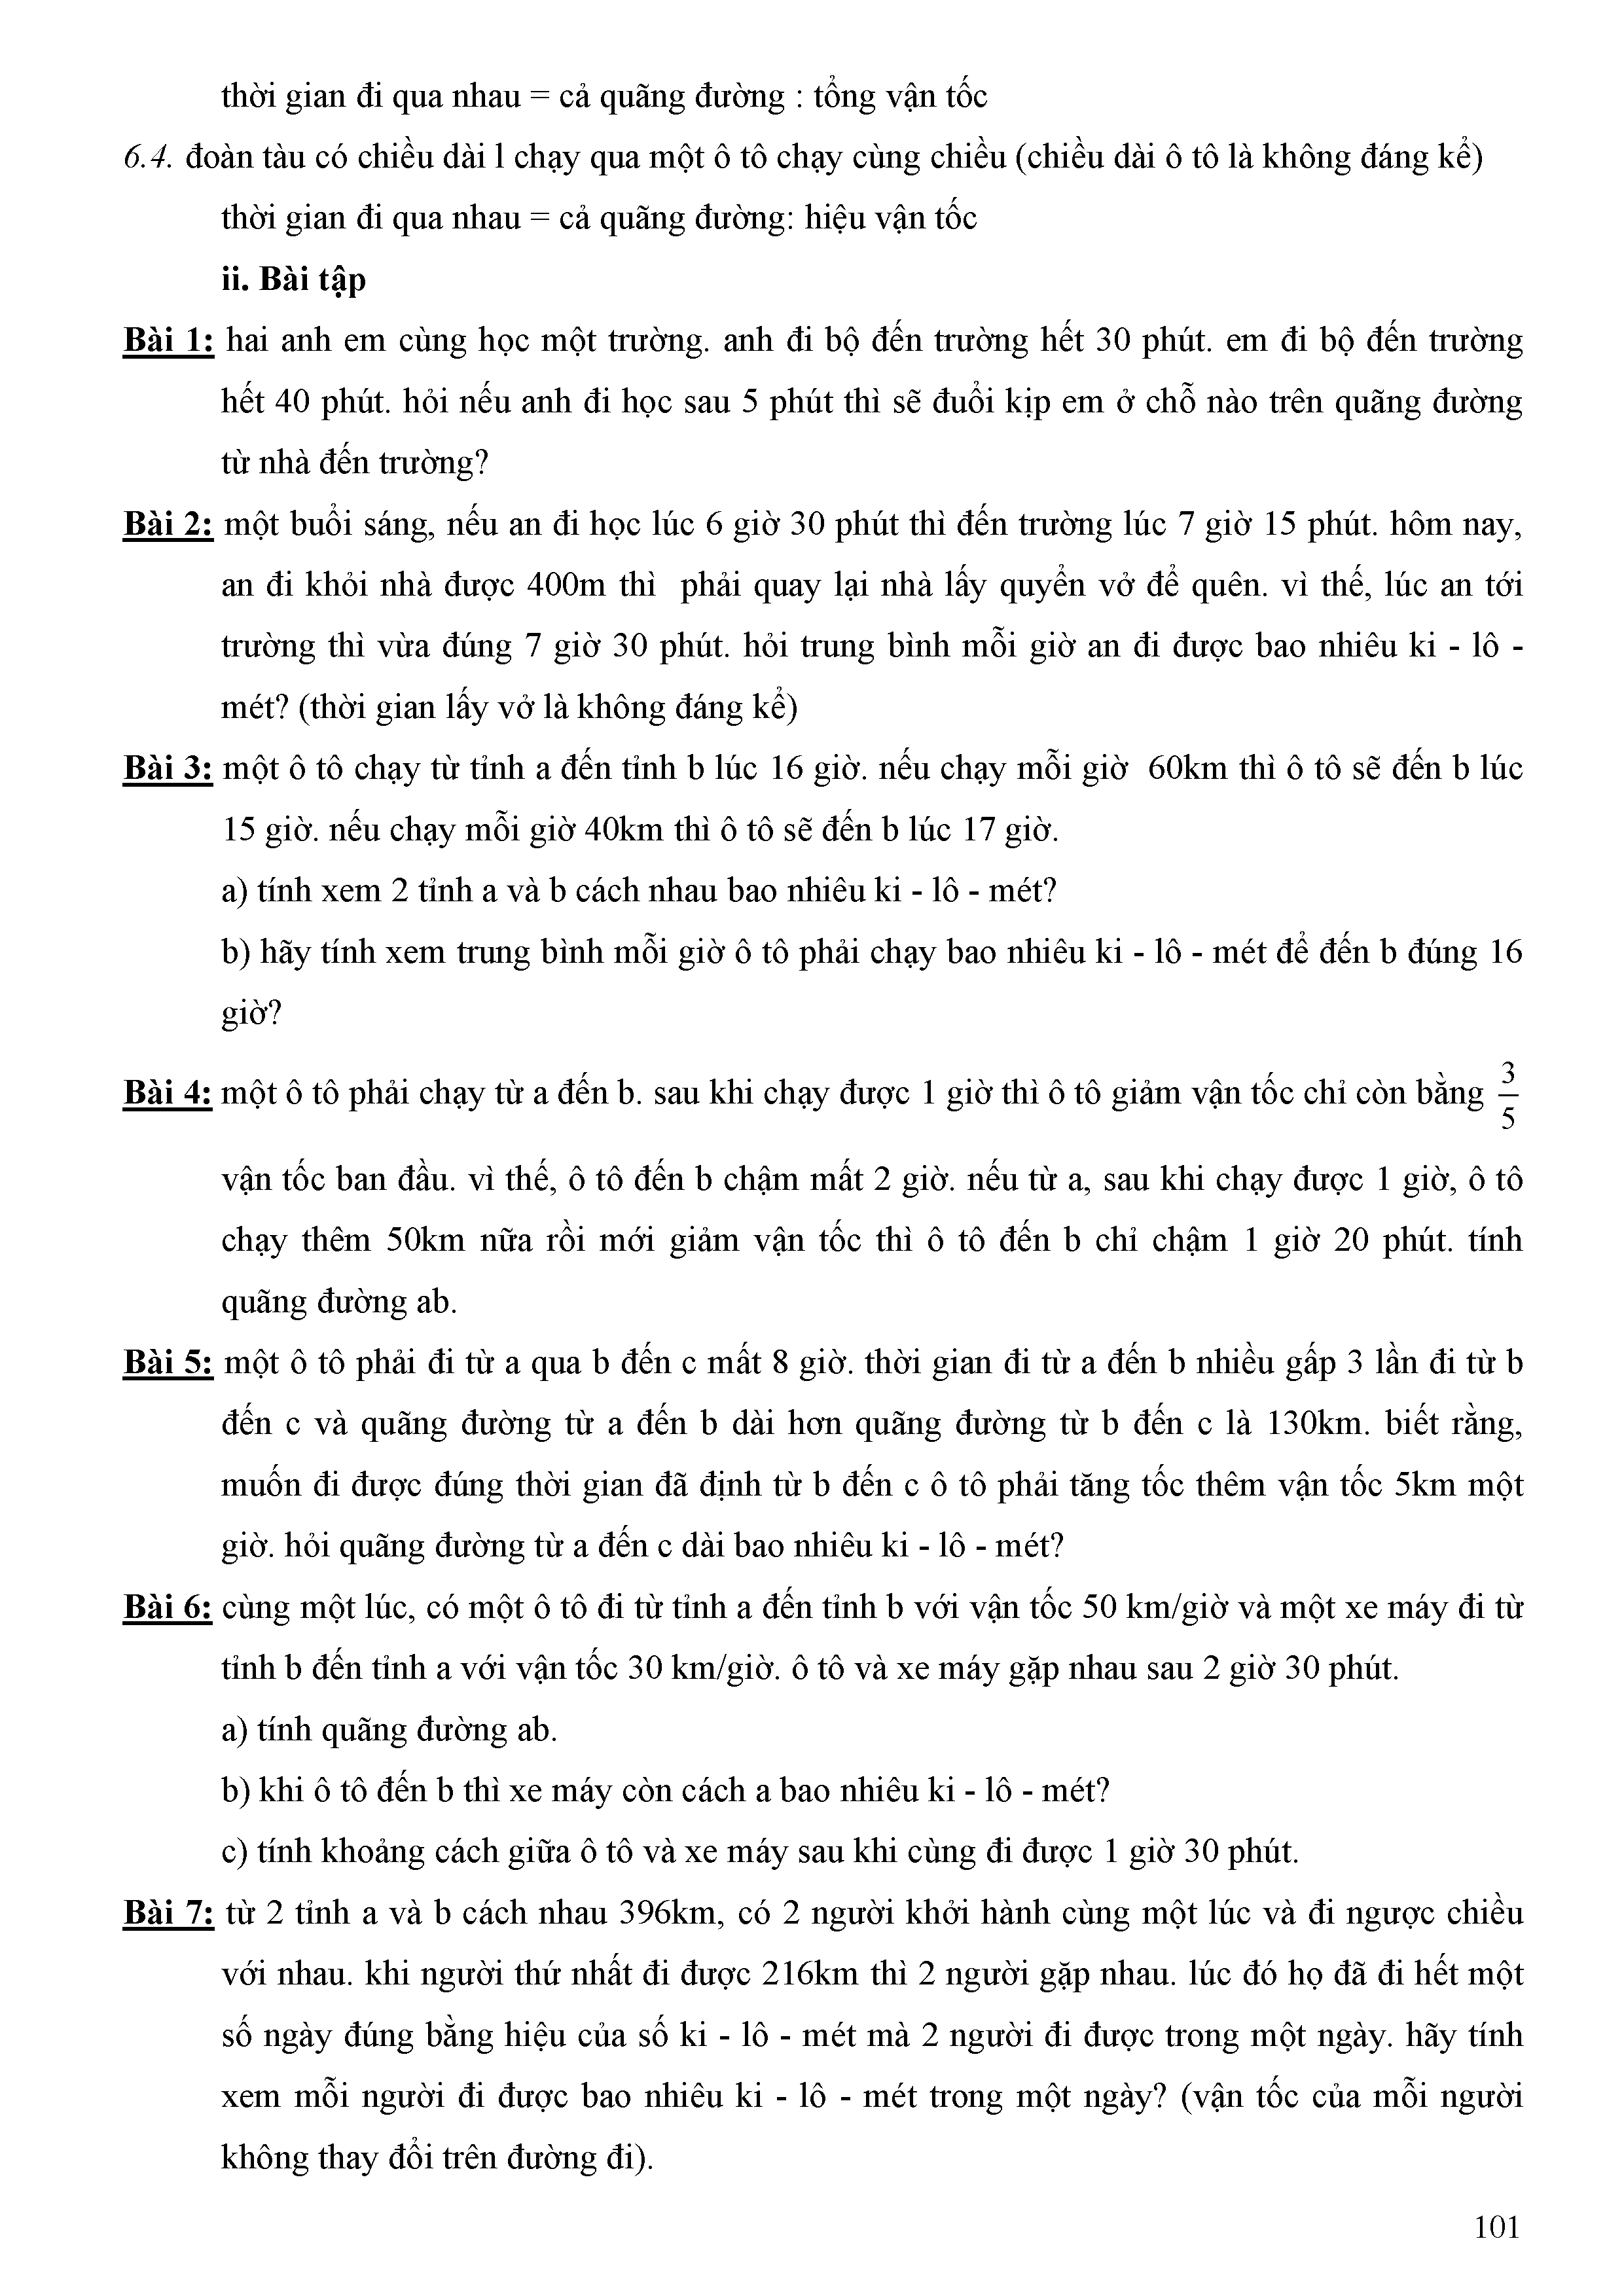 thời gian đi qua nhau = cả quãng đường : tổng vận tốc
6.4. đoàn tàu có chiều dài l chạy qua một ô tô chạy cùng chiều (chiều dài ô tô là không đáng kể)
thời gian đi qua nhau = cả quãng đường: hiệu vận tốc
ii. Bài tập
Bài 1: hai anh em cùng học một trường. anh đi bộ đến trường hết 30 phút. em đi bộ đến trường
hết 40 phút. hỏi nếu anh đi học sau 5 phút thì sẽ đuổi kịp em ở chỗ nào trên quãng đường
từ nhà đến trường?
Bài 2: một buổi sáng, nếu an đi học lúc 6 giờ 30 phút thì đến trường lúc 7 giờ 15 phút. hôm nay,
an đi khỏi nhà được 400m thì phải quay lại nhà lấy quyển vở để quên. vì thế, lúc an tới
trường thì vừa đúng 7 giờ 30 phút. hỏi trung bình mỗi giờ an đi được bao nhiêu ki - lô -
mét? (thời gian lấy vở là không đáng kể)
Bài 3: một ô tô chạy từ tỉnh a đến tỉnh b lúc 16 giờ. nếu chạy mỗi giờ 60km thì ô tô sẽ đến b lúc
15 giờ. nếu chạy mỗi giờ 40km thì ô tô sẽ đến b lúc 17 giờ.
a) tính xem 2 tỉnh a và b cách nhau bao nhiêu ki - lô - mét?
b) hãy tính xem trung bình mỗi giờ ô tô phải chạy bao nhiêu ki - lô - mét để đến b đúng 16
giờ?
Bài 4: một ô tô phải chạy từ a đến b. sau khi chạy được 1 giờ thì ô tô giảm vận tốc chỉ còn bằng 3/5
vận tốc ban đầu. vì thế, ô tô đến b chậm mất 2 giờ. nếu từ a, sau khi chạy được 1 giờ, ô tô
chạy thêm 50km nữa rồi mới giảm vận tốc thì ô tô đến b chỉ chậm 1 giờ 20 phút. tính
quãng đường ab.
Bài 5: một ô tô phải đi từ a qua b đến c mất 8 giờ. thời gian đi từ a đến b nhiều gấp 3 lần đi từ b
đến c và quãng đường từ a đến b dài hơn quãng đường từ b đến c là 130km. biết rằng,
muốn đi được đúng thời gian đã định từ b đến c ô tô phải tăng tốc thêm vận tốc 5km một
giờ. hỏi quãng đường từ a đến c dài bao nhiêu ki - lô - mét?
Bài 6: cùng một lúc, có một ô tô đi từ tỉnh a đến tỉnh b với vận tốc 50 km/giờ và một xe máy đi từ
tỉnh b đến tỉnh a với vận tốc 30 km/giờ. ô tô và xe máy gặp nhau sau 2 giờ 30 phút.
a) tính quãng đường ab.
b) khi ô tô đến b thì xe máy còn cách a bao nhiêu ki - lô - mét?
c) tính khoảng cách giữa ô tô và xe máy sau khi cùng đi được 1 giờ 30 phút.
Bài 7: từ 2 tỉnh a và b cách nhau 396km, có 2 người khởi hành cùng một lúc và đi ngược chiều
với nhau. khi người thứ nhất đi được 216km thì 2 người gặp nhau. lúc đó họ đã đi hết một
số ngày đúng bằng hiệu của số ki - lô - mét mà 2 người đi được trong một ngày. hãy tính
xem mỗi người đi được bao nhiêu ki - lô - mét trong một ngày? (vận tốc của mỗi người
không thay đổi trên đường đi).
101